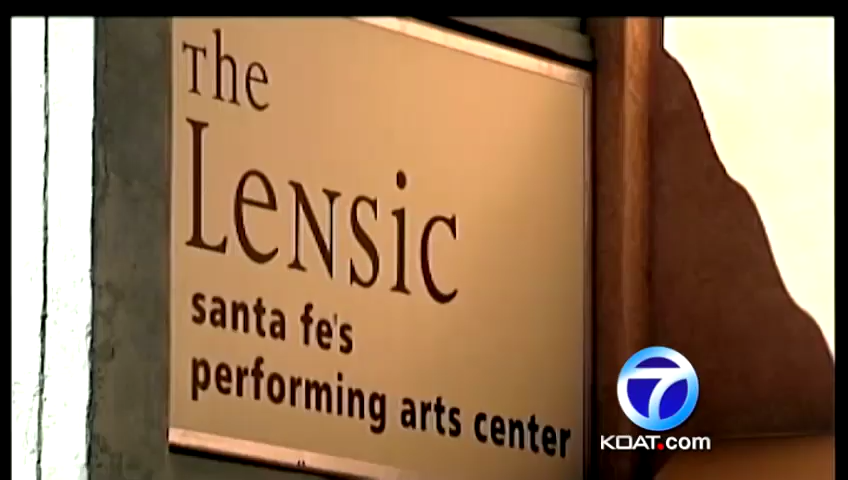 The
Lensic
santa fe's
performing arts center
7
KOAT.com